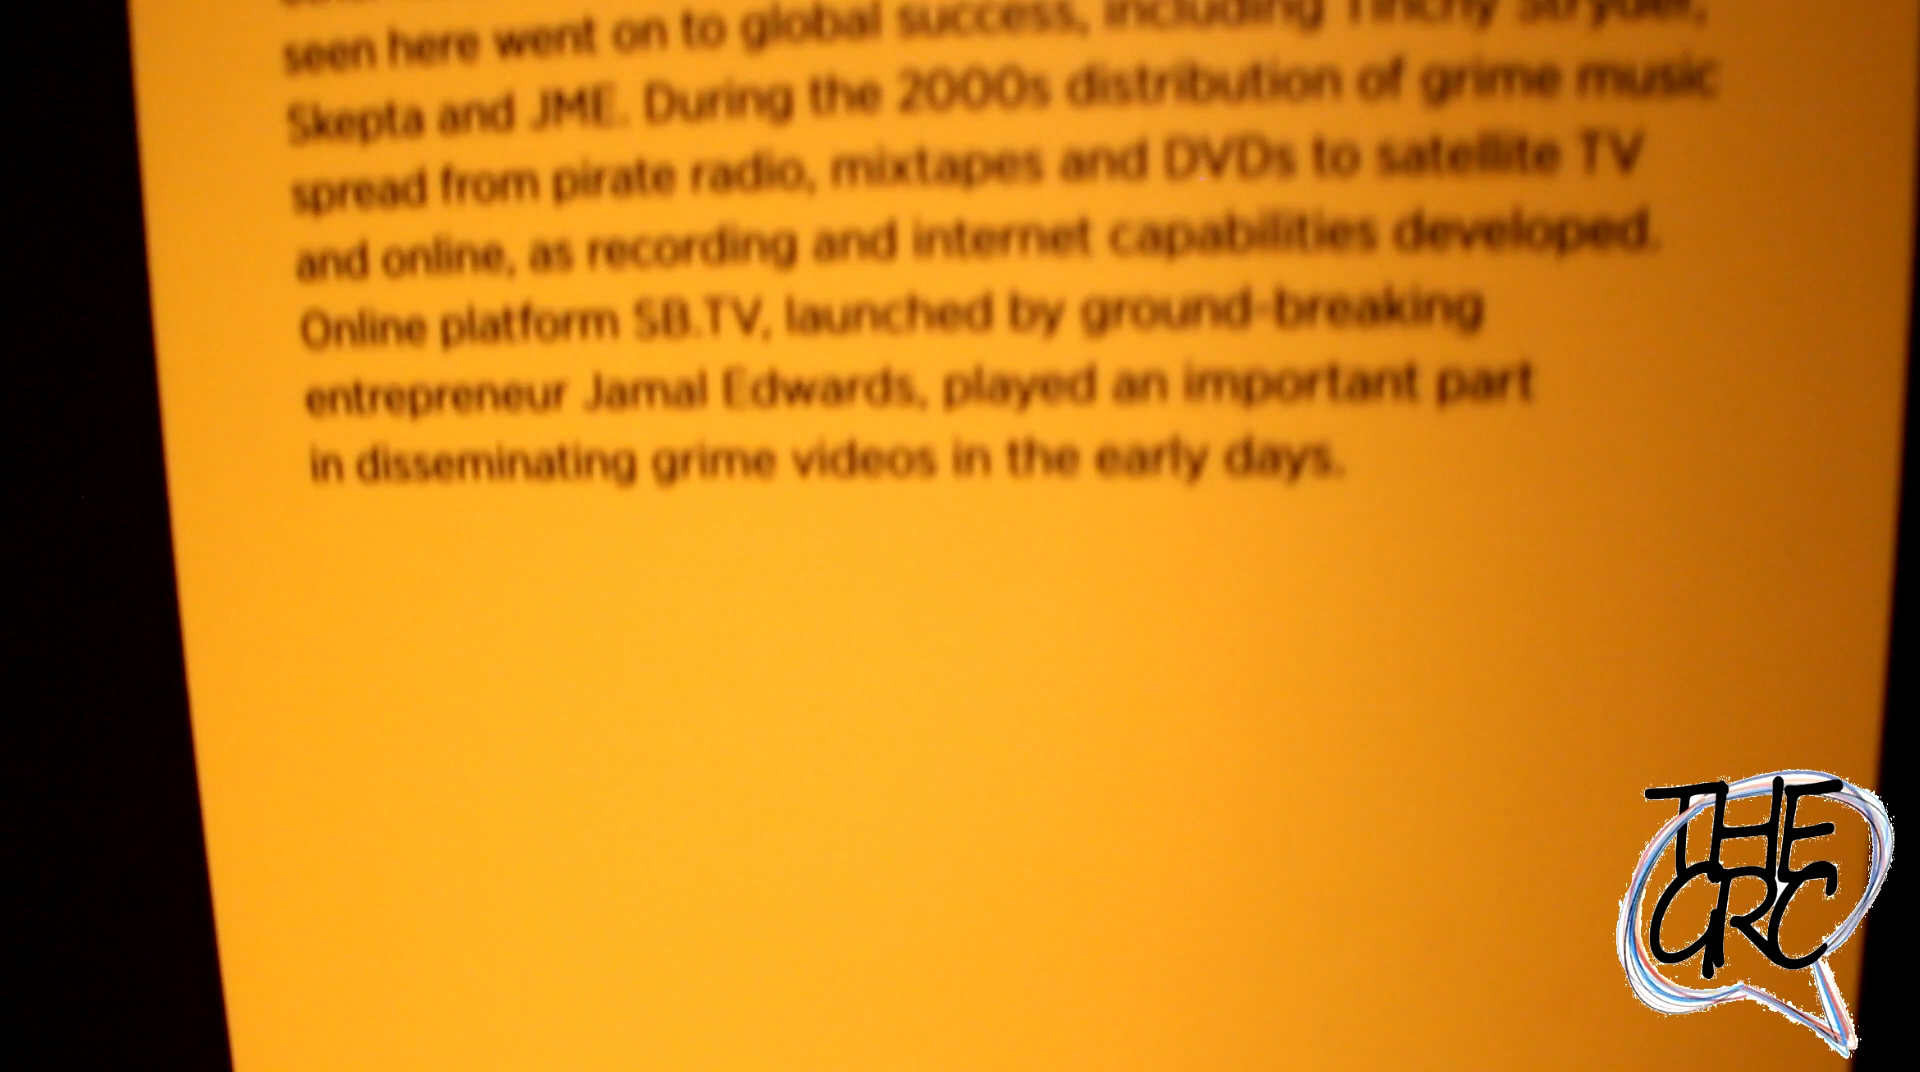 seen here went on to global success, including Tinchy Stryder,
Skepta and JME. During the 2000s distribution of grime music
spread from pirate radio, mixtapes and DVDs to satellite TV
and online, as recording and internet capabilities developed.
Online platform SB.TV, launched by ground-breaking
entrepreneur Jamal Edwards, played an important part
in disseminating grime videos in the early days.
THE
GRC